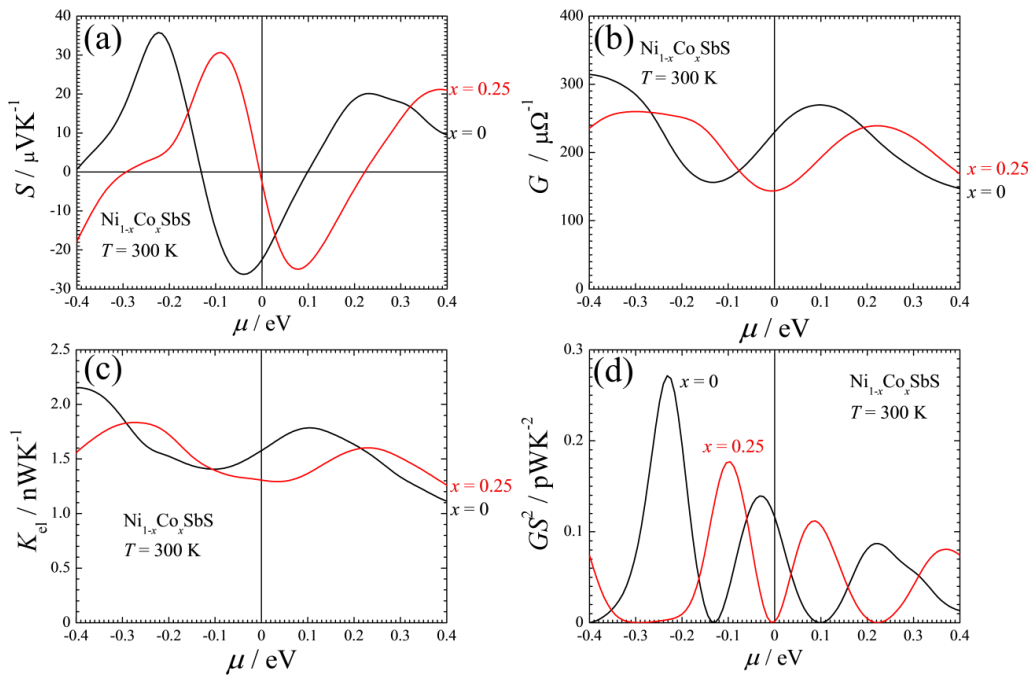 (a)
S / μVK⁻¹
40
30
20
10
0
-10
-20
-30
x = 0.25
x = 0
Ni₁₋ₓCoₓSbS
T = 300 K
-0.4 -0.3 -0.2 -0.1 0 0.1 0.2 0.3 0.4
μ / eV
(b)
G / μΩ⁻¹
400
300
200
100
0
Ni₁₋ₓCoₓSbS
T = 300 K
x = 0.25
x = 0
-0.4 -0.3 -0.2 -0.1 0 0.1 0.2 0.3 0.4
μ / eV
(c)
K_el / nWK⁻¹
2.5
2.0
1.5
1.0
0.5
0
x = 0.25
x = 0
Ni₁₋ₓCoₓSbS
T = 300 K
-0.4 -0.3 -0.2 -0.1 0 0.1 0.2 0.3 0.4
μ / eV
(d)
GS² / pWK⁻²
0.3
0.2
0.1
0
x = 0
Ni₁₋ₓCoₓSbS
T = 300 K
x = 0.25
-0.4 -0.3 -0.2 -0.1 0 0.1 0.2 0.3 0.4
μ / eV